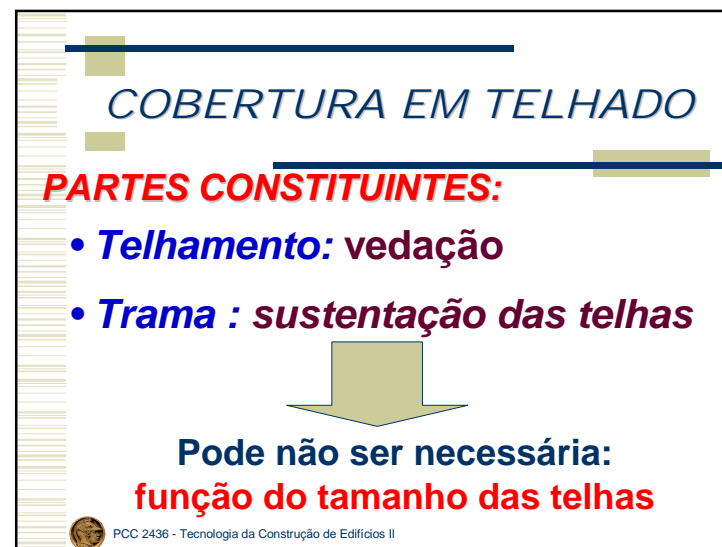 COBERTURA EM TELHADO
PARTES CONSTITUINTES:
• Telhamento: vedação
• Trama : sustentação das telhas
Pode não ser necessária:
função do tamanho das telhas
PCC 2436 - Tecnologia da Construção de Edifícios II